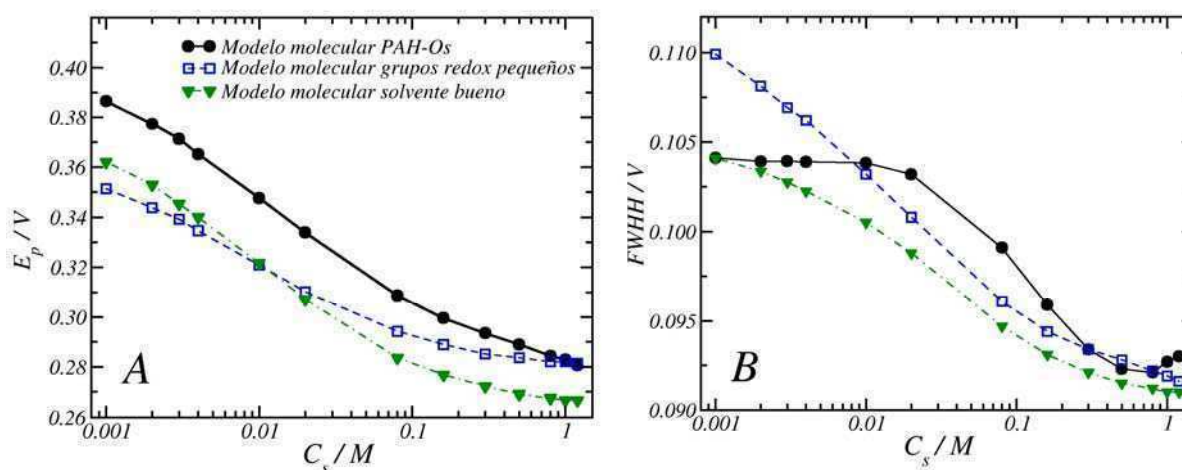 0.40
0.38
0.36
0.34
0.32
0.30
0.28
0.26
E_p / V
Modelo molecular PAH-Os
Modelo molecular grupos redox pequeños
Modelo molecular solvente bueno
A
0.001
0.01
0.1
1
C_s / M
0.110
0.105
0.100
0.095
0.090
FWHH / V
B
0.001
0.01
0.1
1
C_s / M